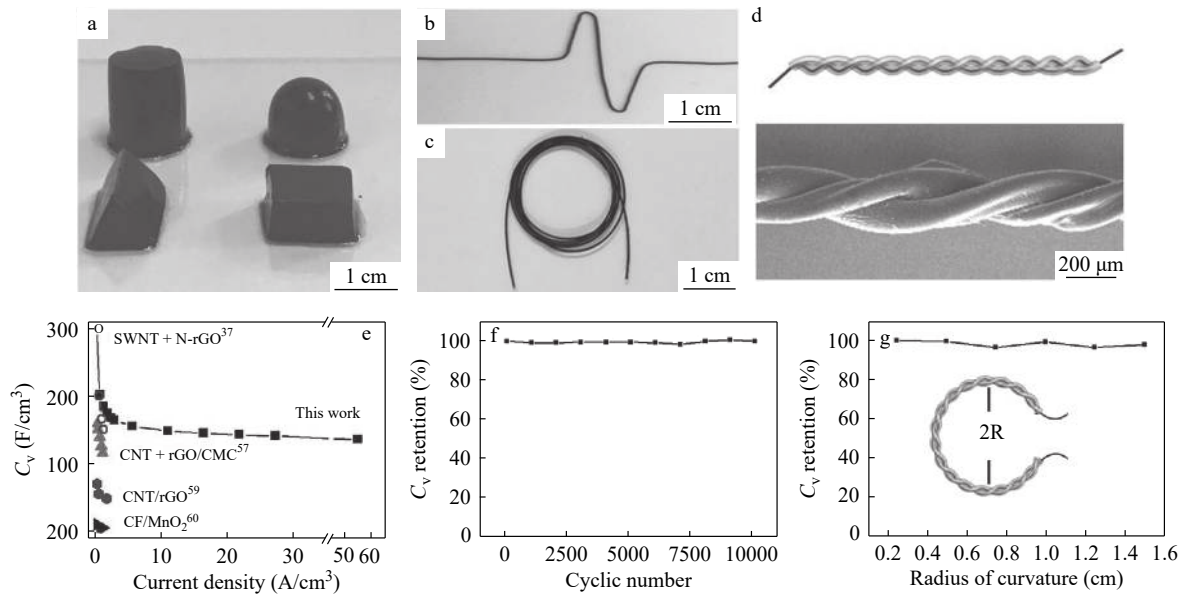 a
1 cm
b
1 cm
c
1 cm
d
200 μm
e
300
200
100
200
C_v (F/cm³)
SWNT + N-rGO³⁷
This work
CNT + rGO/CMC⁵⁷
CNT/rGO⁵⁹
CF/MnO₂⁶⁰
0 10 20 30 50 60
Current density (A/cm³)
f
100
80
60
40
20
0
C_v retention (%)
0 2500 5000 7500 10000
Cyclic number
g
100
80
60
40
20
0
C_v retention (%)
2R
0.2 0.4 0.6 0.8 1.0 1.2 1.4 1.6
Radius of curvature (cm)